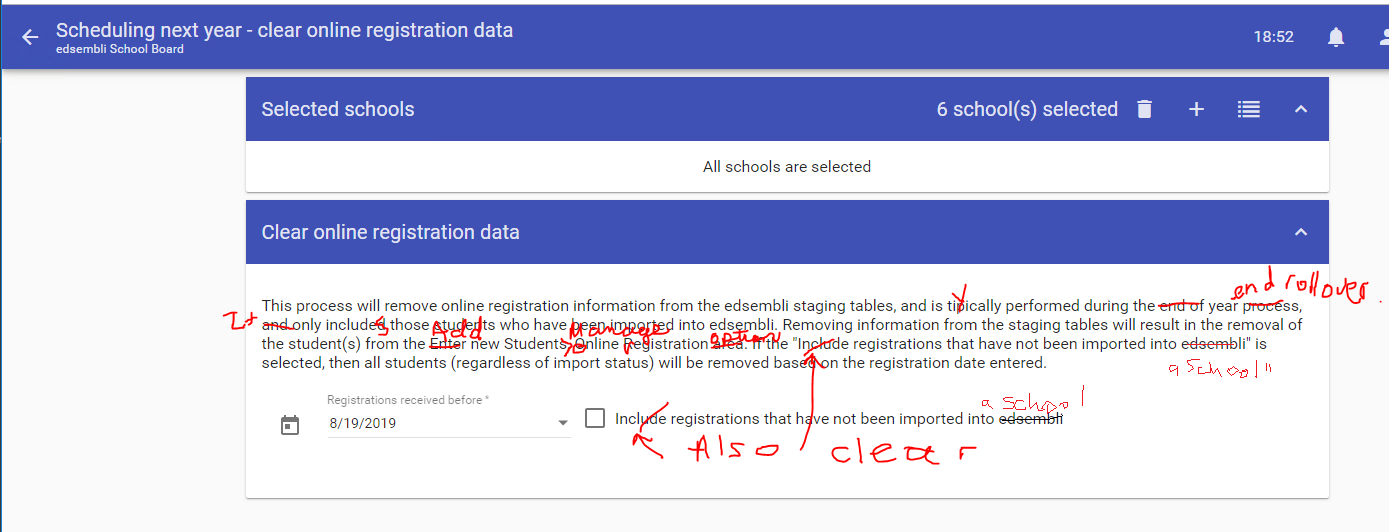 Scheduling next year - clear online registration data
edsembli School Board
18:52
Selected schools
6 school(s) selected
All schools are selected
Clear online registration data
end rollover.
This process will remove online registration information from the edsembli staging tables, and is tipically performed during the end of year process,
y
It
and only include those students who have been imported into edsembli. Removing information from the staging tables will result in the removal of
s
Add
Manage
option
the student(s) from the Enter new Students > Online Registration area. If the "Include registrations that have not been imported into edsembli" is
a School"
selected, then all students (regardless of import status) will be removed based on the registration date entered.
Registrations received before *
8/19/2019
a school
Include registrations that have not been imported into edsembli
Also clear